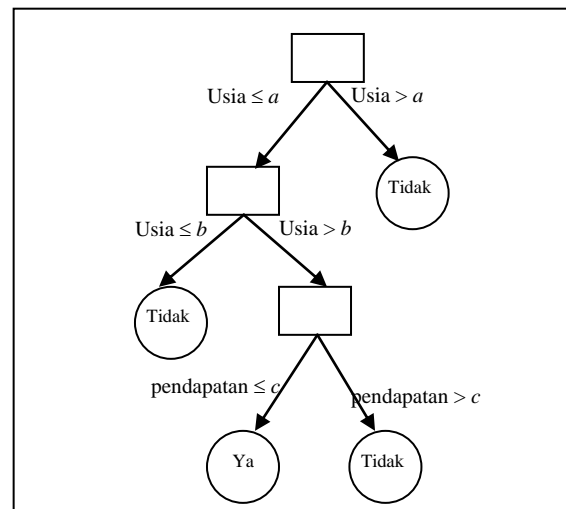 Usia ≤ a
Usia > a
Tidak
Usia ≤ b
Usia > b
Tidak
pendapatan ≤ c
pendapatan > c
Ya
Tidak